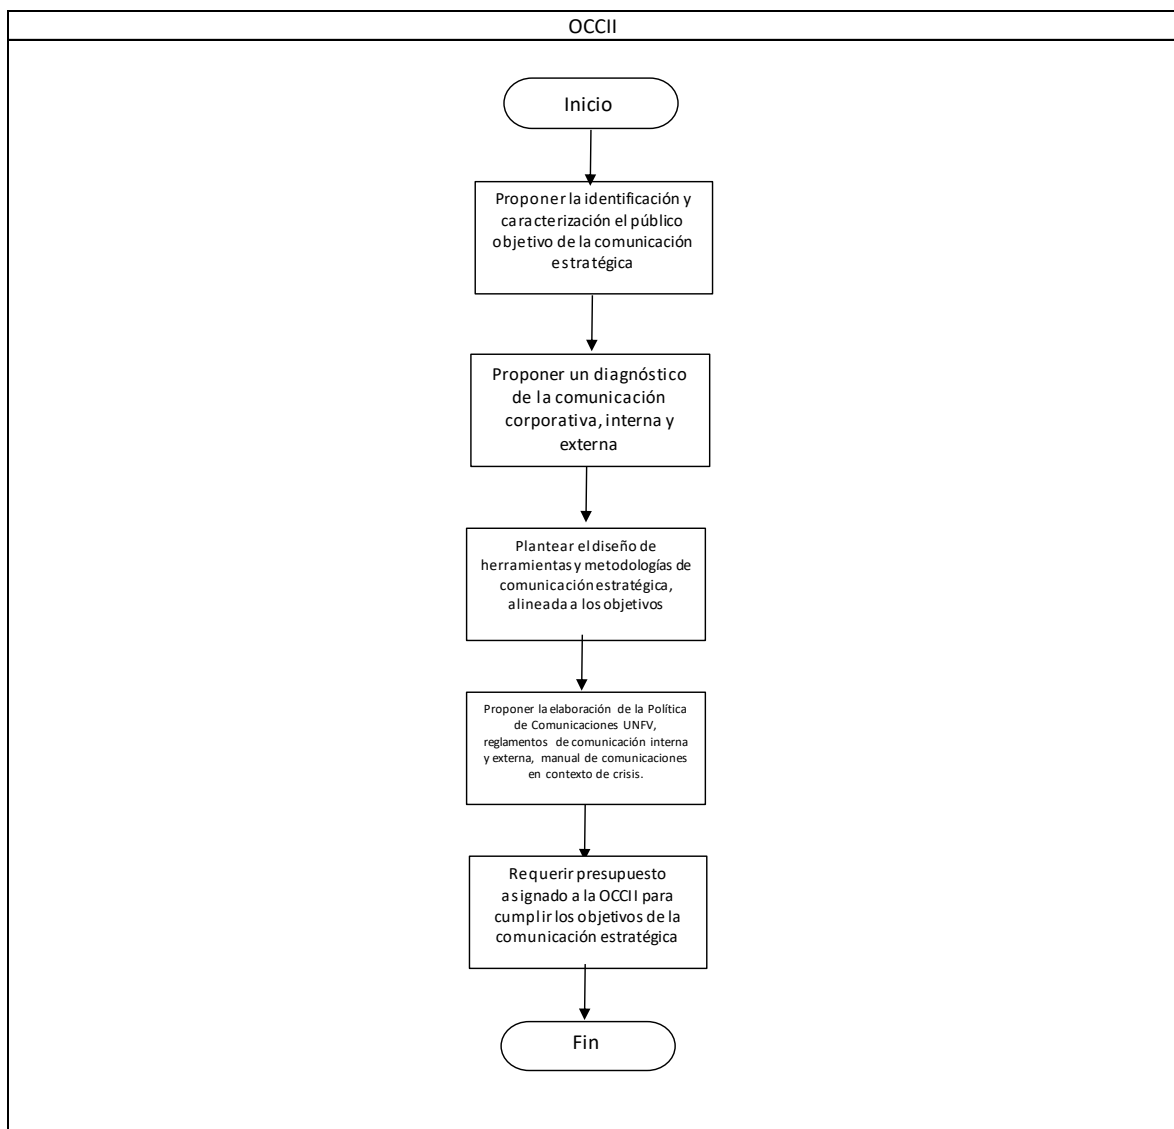 OCCII
Inicio
Proponer la identificación y
caracterización el público
objetivo de la comunicación
estratégica
Proponer un diagnóstico
de la comunicación
corporativa, interna y
externa
Plantear el diseño de
herramientas y metodologías de
comunicación estratégica,
alineada a los objetivos
Proponer la elaboración de la Política
de Comunicaciones UNFV,
reglamentos de comunicación interna
y externa, manual de comunicaciones
en contexto de crisis.
Requerir presupuesto
asignado a la OCCII para
cumplir los objetivos de la
comunicación estratégica
Fin